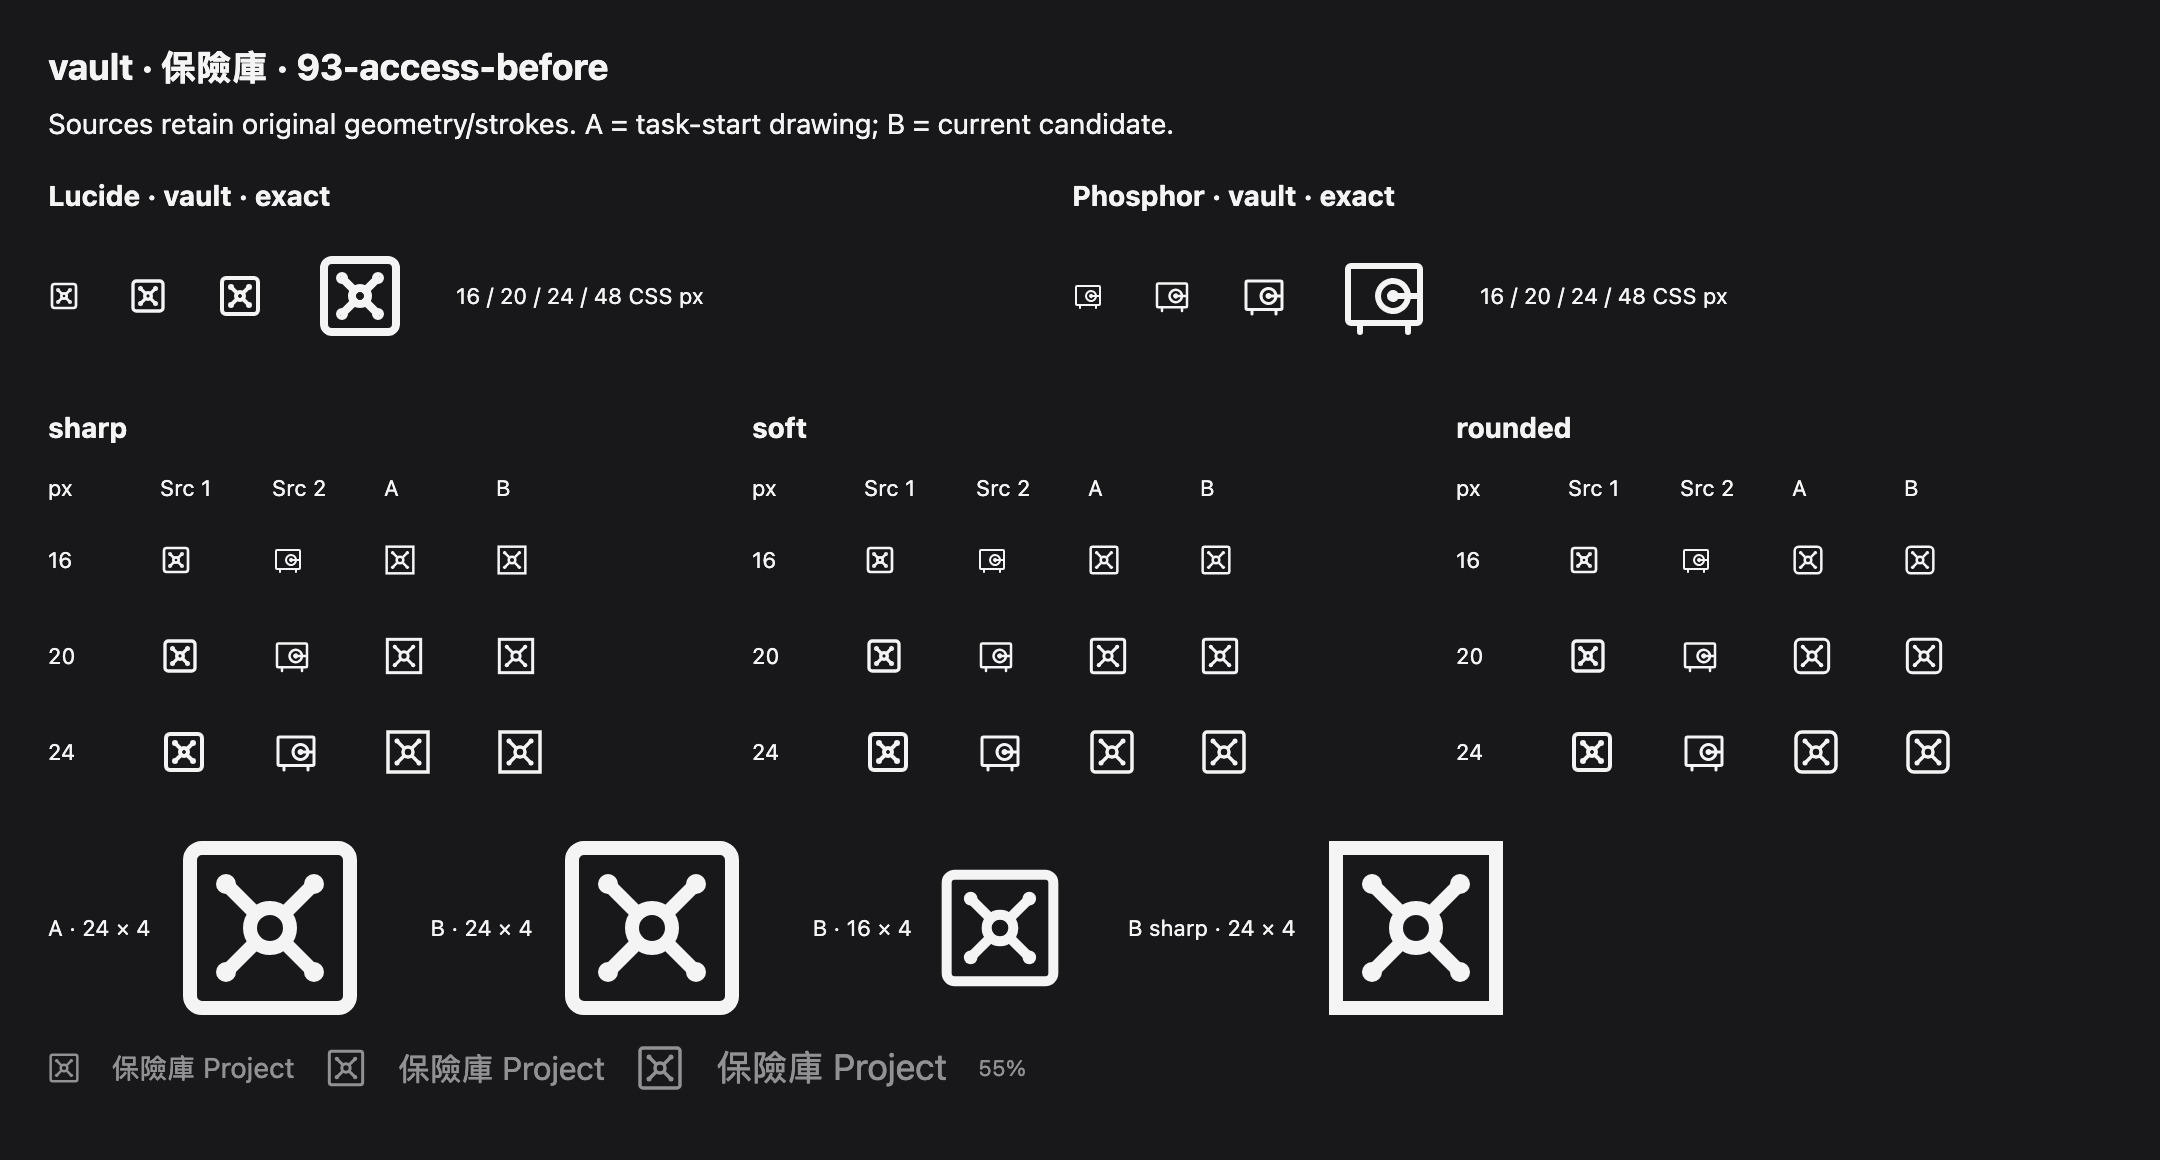 vault · 保險庫 · 93-access-before
Sources retain original geometry/strokes. A = task-start drawing; B = current candidate.
Lucide · vault · exact
Phosphor · vault · exact
16 / 20 / 24 / 48 CSS px
16 / 20 / 24 / 48 CSS px
sharp
soft
rounded
px Src 1 Src 2 A B
px Src 1 Src 2 A B
px Src 1 Src 2 A B
16
16
16
20
20
20
24
24
24
A · 24 × 4
B · 24 × 4
B · 16 × 4
B sharp · 24 × 4
保險庫 Project
保險庫 Project
保險庫 Project
55%